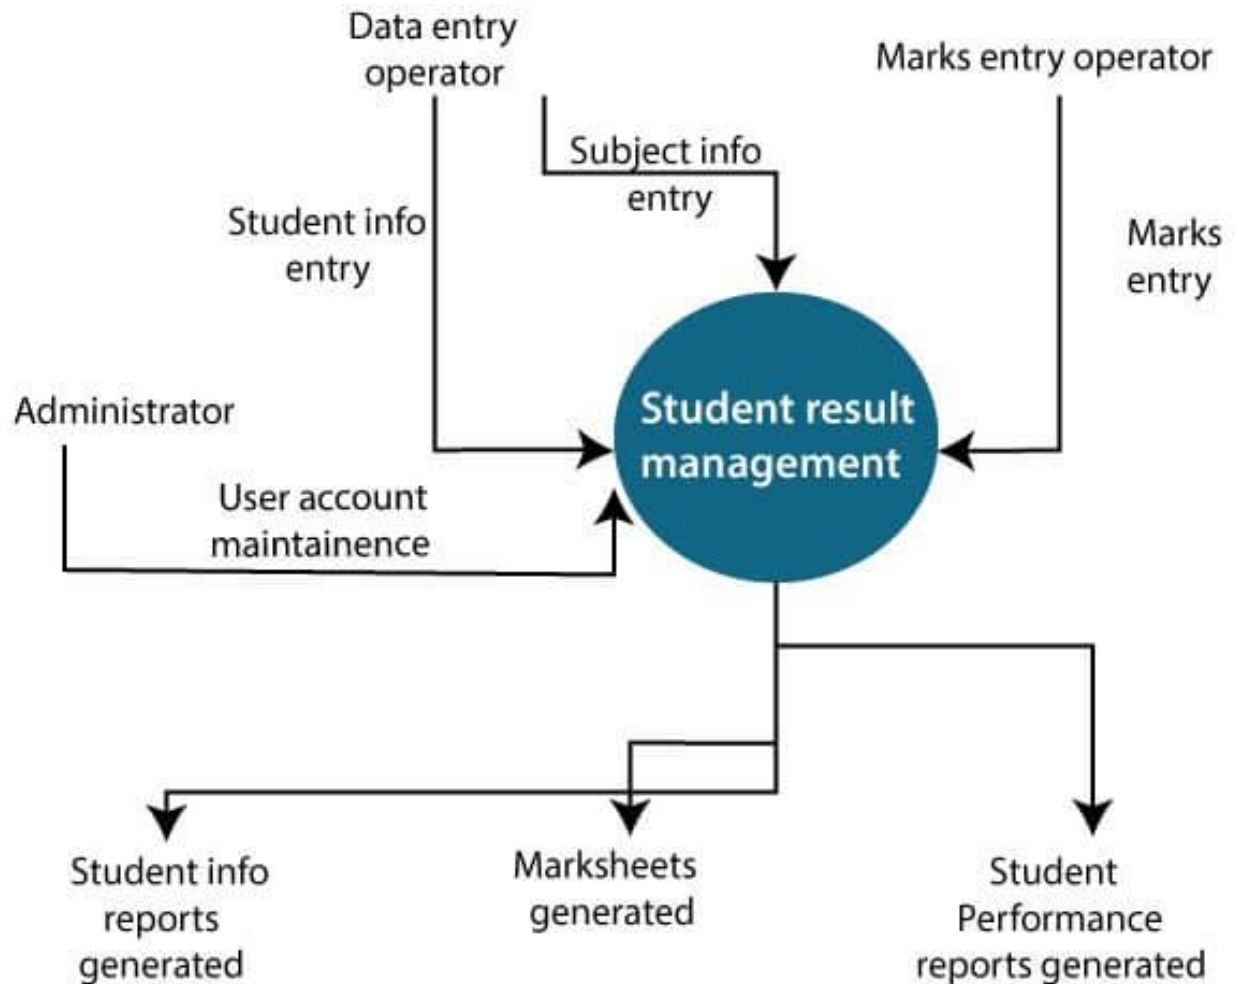 Data entry
operator
Marks entry operator
Subject info
entry
Student info
entry
Marks
entry
Administrator
Student result
management
User account
maintainence
Student info
reports
generated
Marksheets
generated
Student
Performance
reports generated